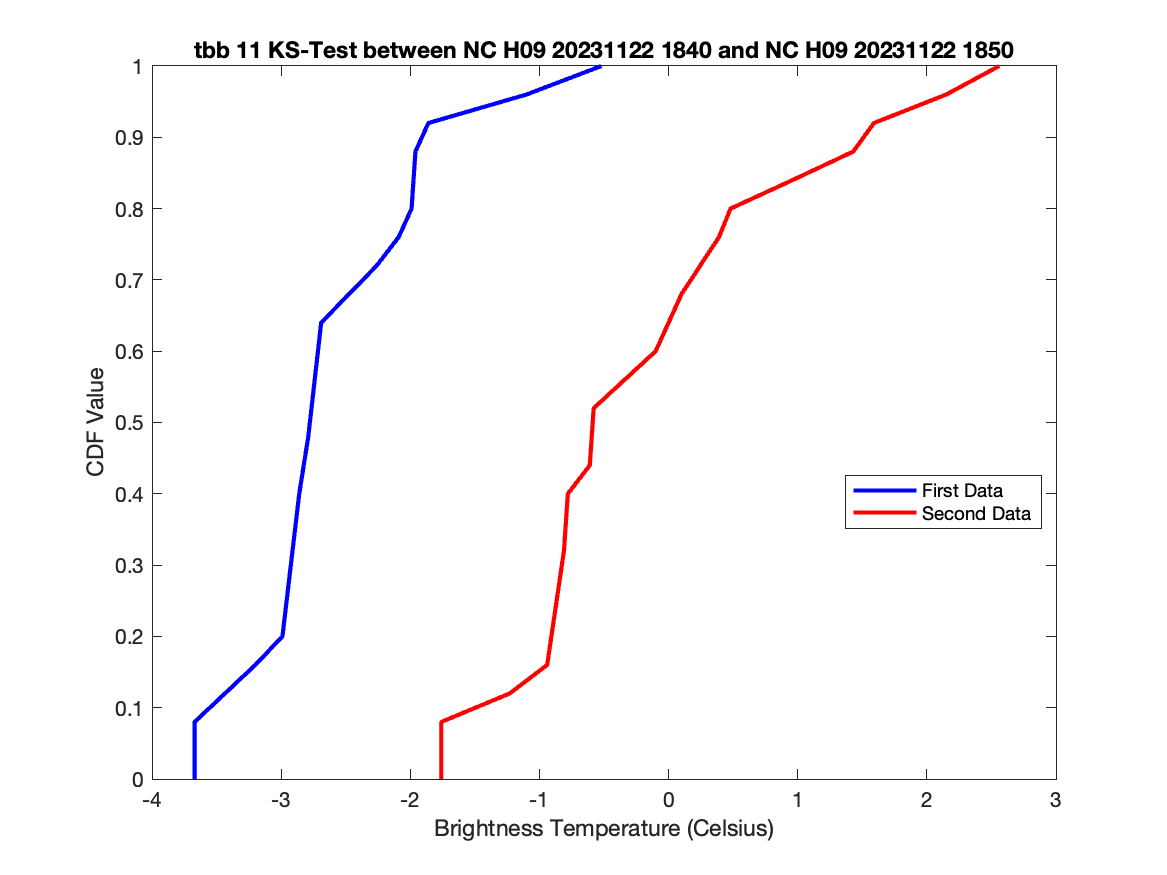 tbb 11 KS-Test between NC H09 20231122 1840 and NC H09 20231122 1850
1
0.9
0.8
0.7
0.6
0.5
0.4
0.3
0.2
0.1
0
CDF Value
First Data
Second Data
-4 -3 -2 -1 0 1 2 3
Brightness Temperature (Celsius)